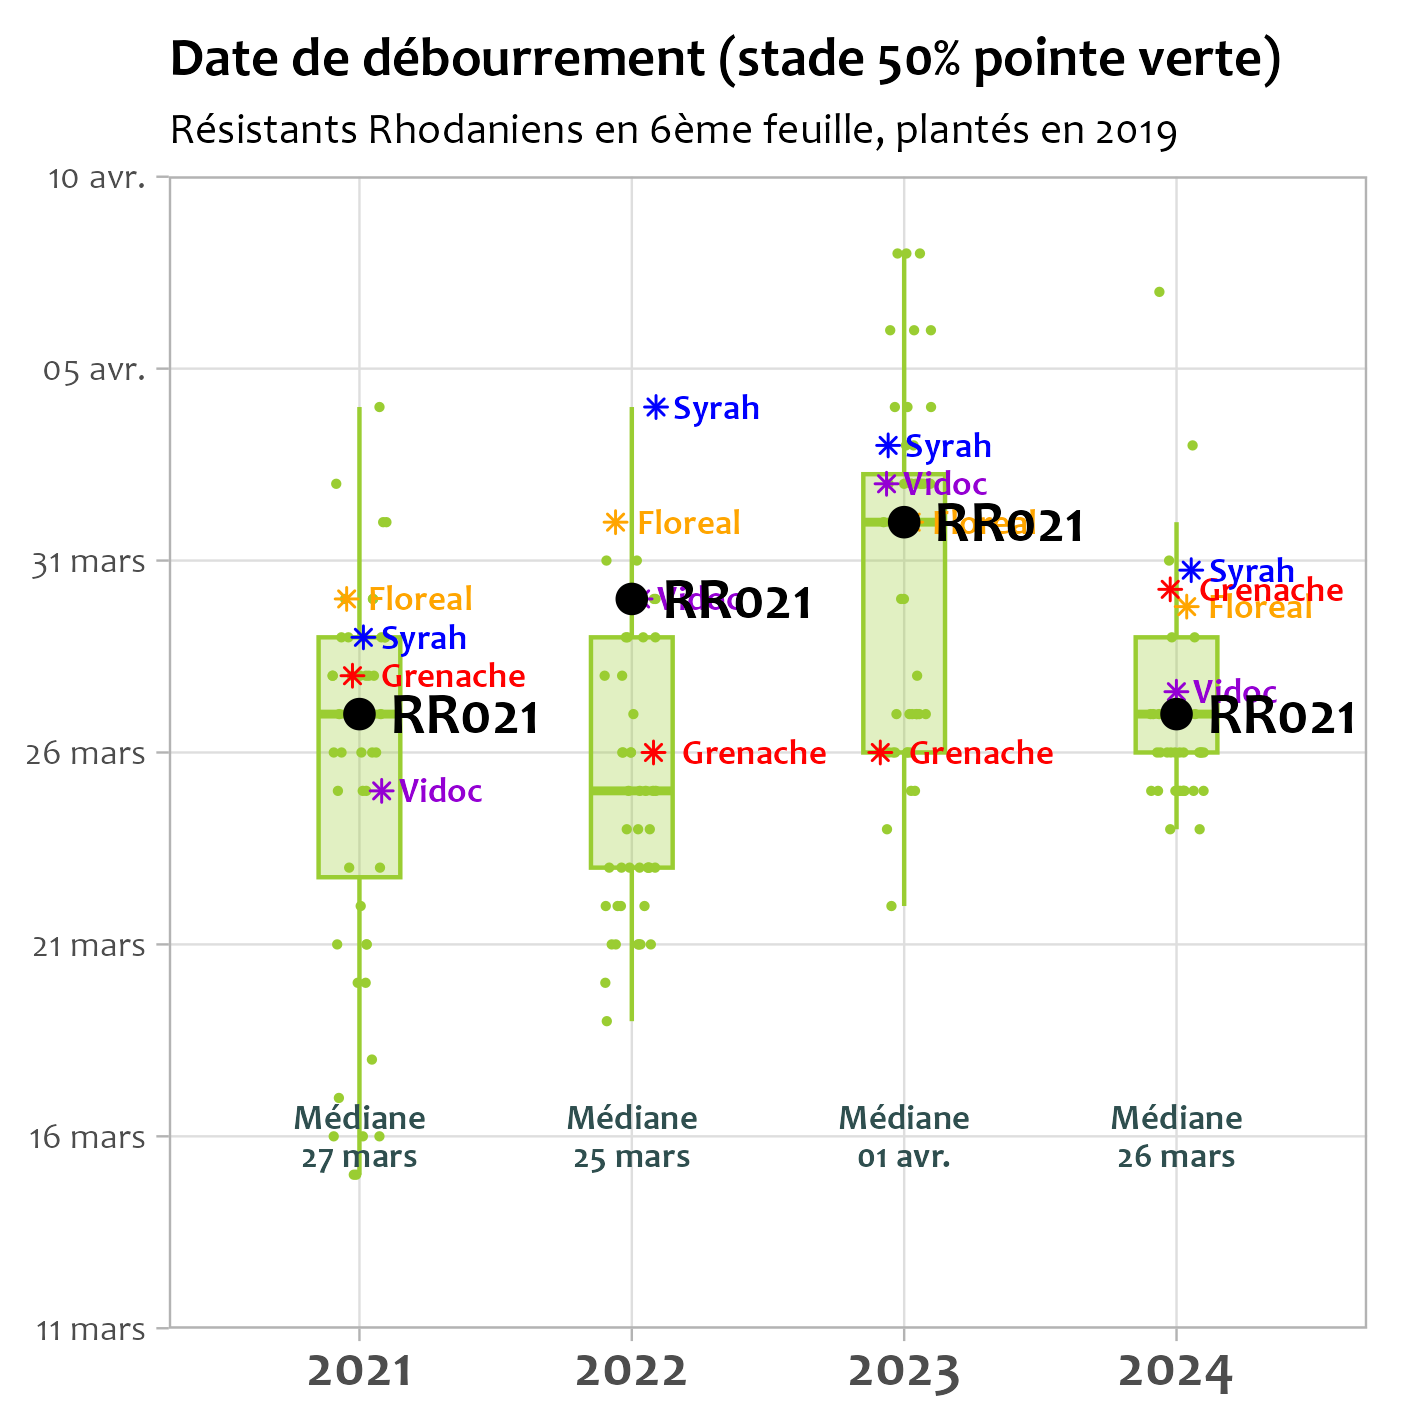 Date de débourrement (stade 50% pointe verte)
Résistants Rhodaniens en 6ème feuille, plantés en 2019
10 avr.
05 avr.
31 mars
26 mars
21 mars
16 mars
11 mars
Floreal
Syrah
Grenache
RR021
Vidoc
Médiane
27 mars
Syrah
Floreal
Vidoc
RR021
Grenache
Médiane
25 mars
Syrah
Vidoc
Floreal
RR021
Grenache
Médiane
01 avr.
Syrah
Grenache
Floreal
Vidoc
RR021
Médiane
26 mars
2021
2022
2023
2024